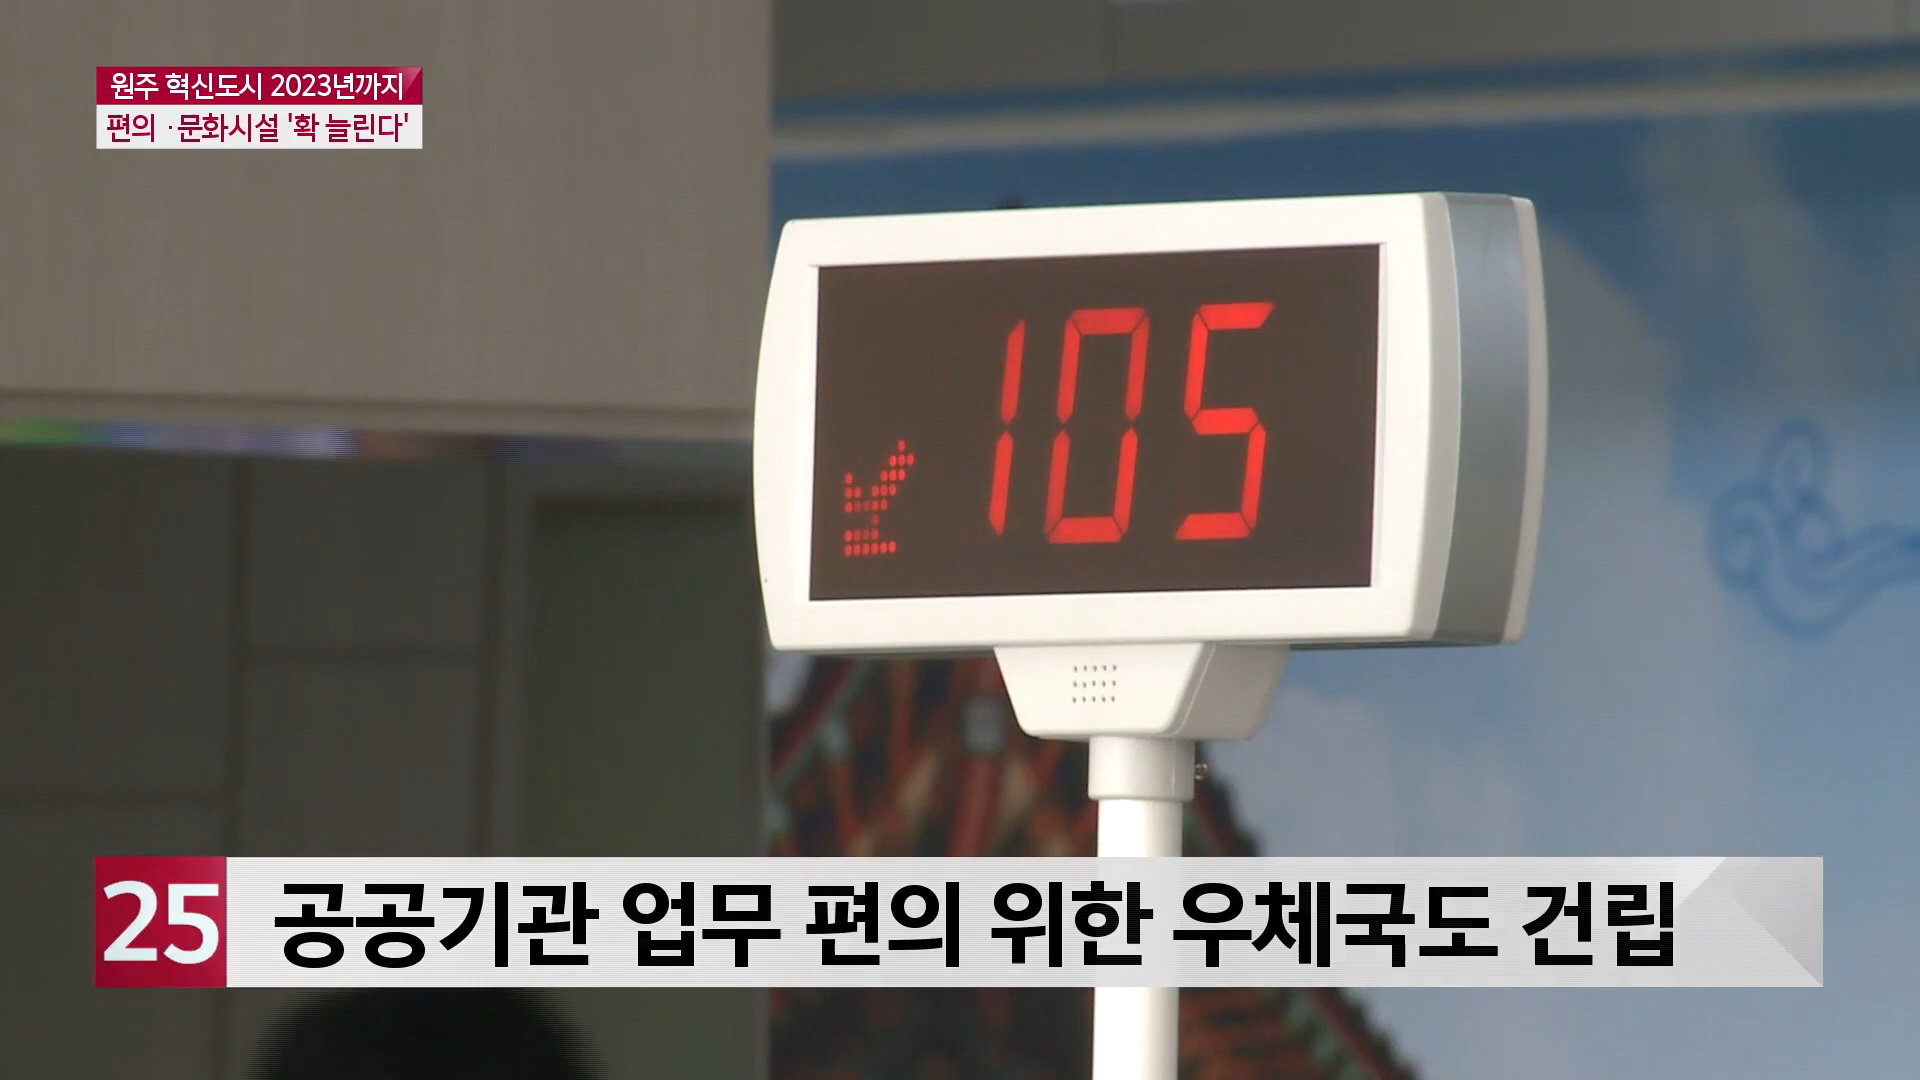 원주 혁신도시 2023년까지
편의·문화시설 '확 늘린다'
105
25 공공기관 업무 편의 위한 우체국도 건립